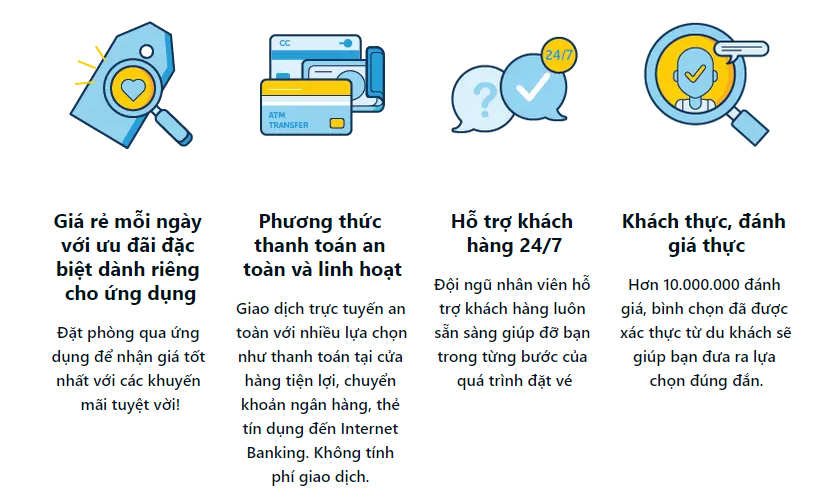 CC
ATM
TRANSFER
?
24/7
Giá rẻ mỗi ngày
với ưu đãi đặc
biệt dành riêng
cho ứng dụng
Đặt phòng qua ứng
dụng để nhận giá tốt
nhất với các khuyến
mãi tuyệt vời!
Phương thức
thanh toán an
toàn và linh hoạt
Giao dịch trực tuyến an
toàn với nhiều lựa chọn
như thanh toán tại cửa
hàng tiện lợi, chuyển
khoản ngân hàng, thẻ
tín dụng đến Internet
Banking. Không tính
phí giao dịch.
Hỗ trợ khách
hàng 24/7
Đội ngũ nhân viên hỗ
trợ khách hàng luôn
sẵn sàng giúp đỡ bạn
trong từng bước của
quá trình đặt vé
Khách thực, đánh
giá thực
Hơn 10.000.000 đánh
giá, bình chọn đã được
xác thực từ du khách sẽ
giúp bạn đưa ra lựa
chọn đúng đắn.